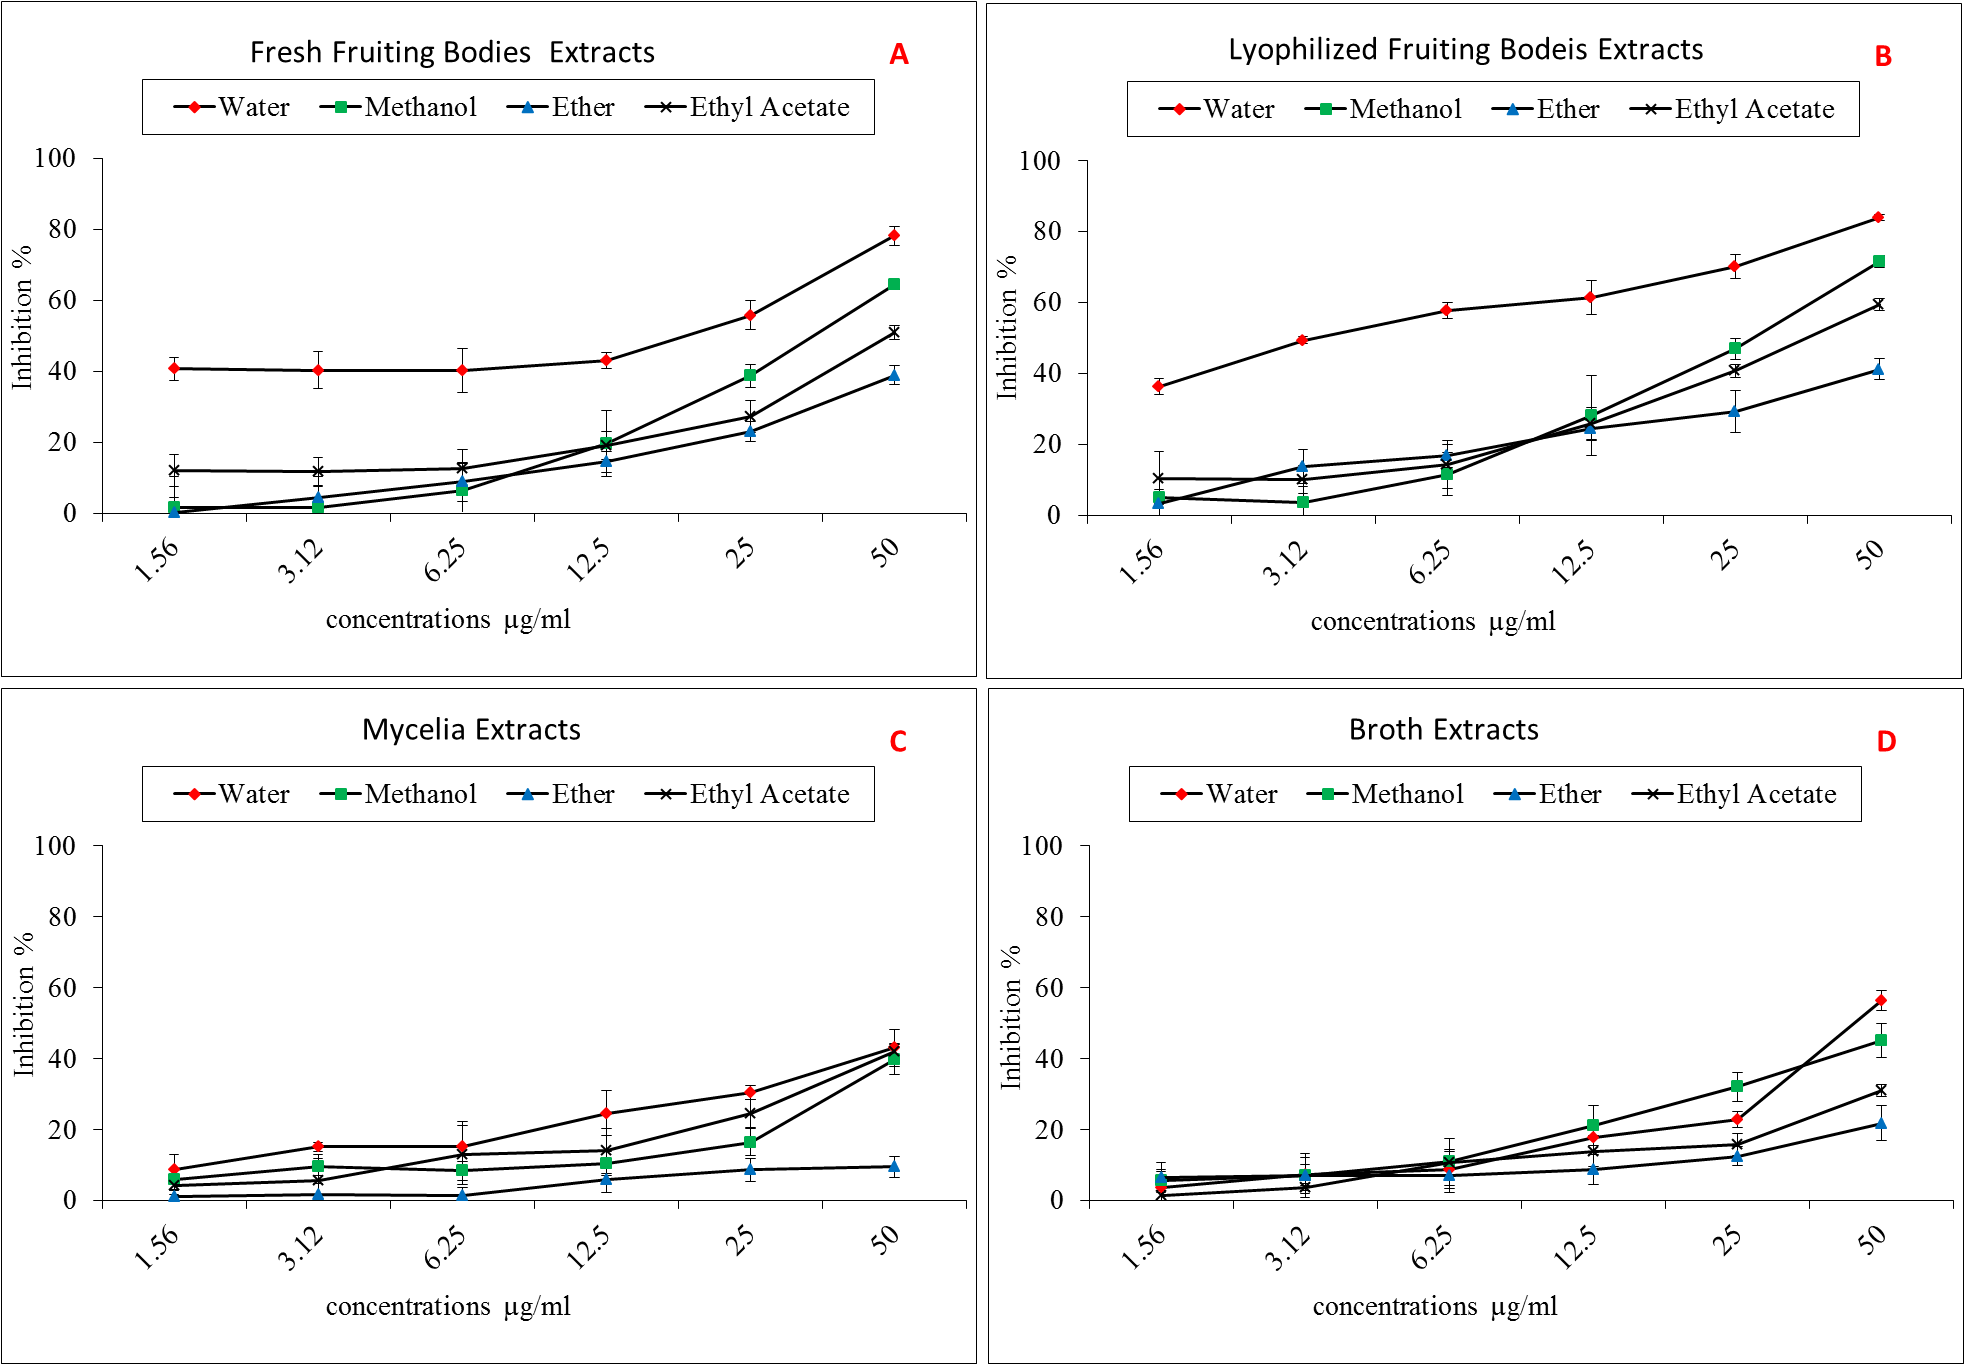 Fresh Fruiting Bodies Extracts
A
Water Methanol Ether Ethyl Acetate
100
80
60
40
20
0
Inhibition %
1.56 3.12 6.25 12.5 25 50
concentrations µg/ml
Lyophilized Fruiting Bodeis Extracts
B
Water Methanol Ether Ethyl Acetate
100
80
60
40
20
0
Inhibition %
1.56 3.12 6.25 12.5 25 50
concentrations µg/ml
Mycelia Extracts
C
Water Methanol Ether Ethyl Acetate
100
80
60
40
20
0
Inhibition %
1.56 3.12 6.25 12.5 25 50
concentrations µg/ml
Broth Extracts
D
Water Methanol Ether Ethyl Acetate
100
80
60
40
20
0
Inhibition %
1.56 3.12 6.25 12.5 25 50
concentrations µg/ml